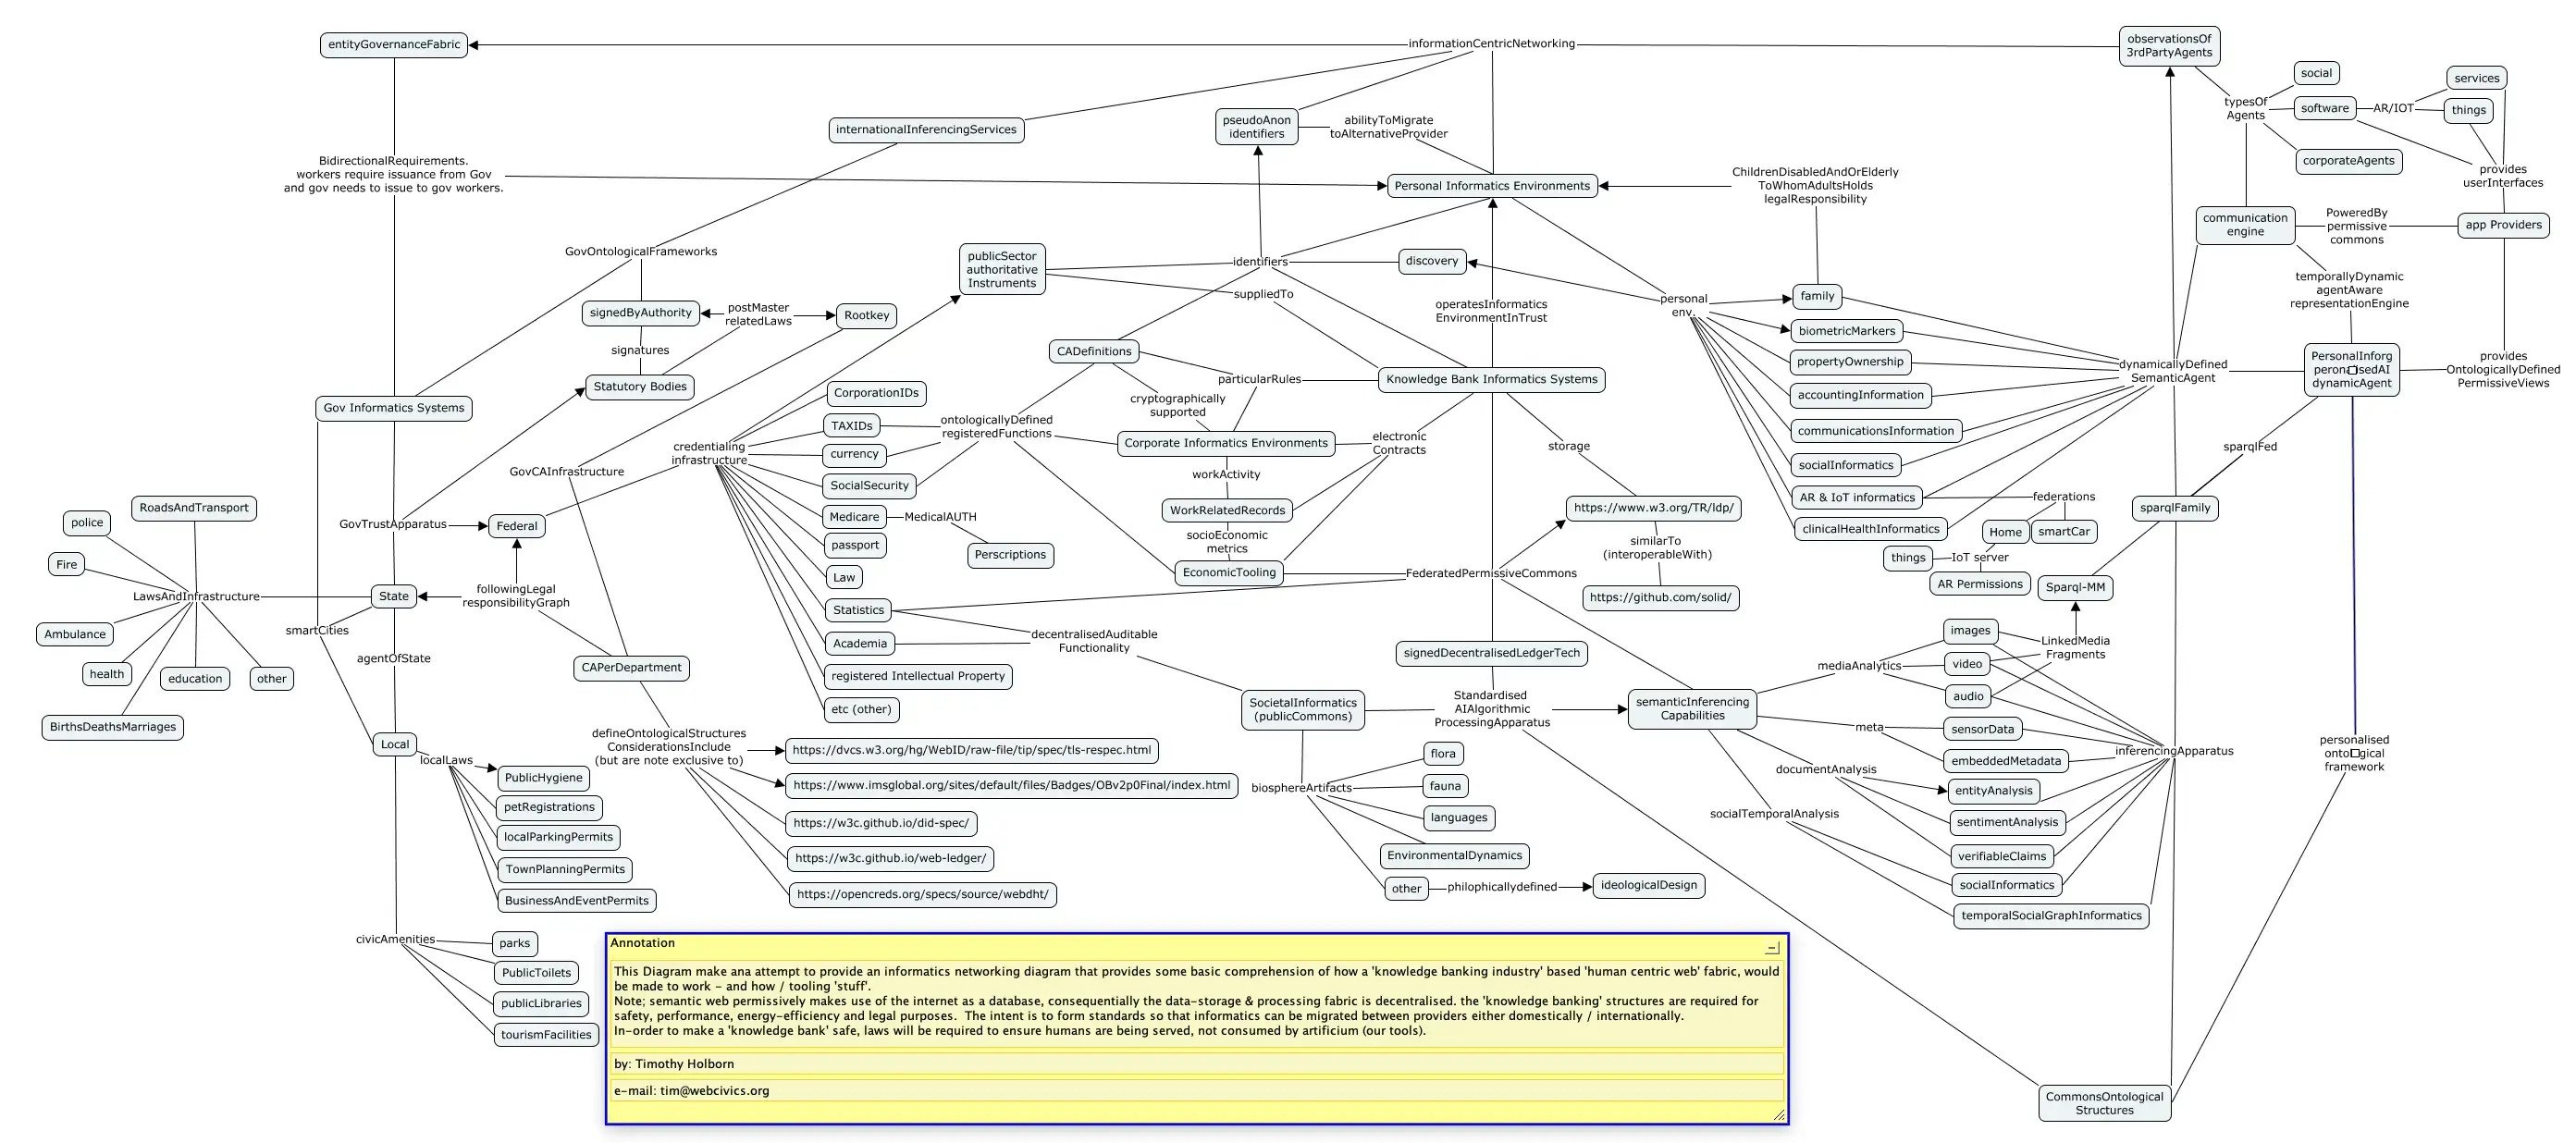 entityGovernanceFabric
informationCentricNetworking
observationsOf
3rdPartyAgents
social
services
typesOf
Agents
software
AR/IOT
things
corporateAgents
provides
userInterfaces
internationalInferencingServices
pseudoAnon
identifiers
abilityToMigrate
toAlternativeProvider
BidirectionalRequirements.
workers require issuance from Gov
and gov needs to issue to gov workers.
Personal Informatics Environments
ChildrenDisabledAndOrElderly
ToWhomAdultsHolds
legalResponsibility
communication
engine
PoweredBy
permissive
commons
app Providers
GovOntologicalFrameworks
publicSector
authoritative
Instruments
identifiers
discovery
suppliedTo
operatesInformatics
EnvironmentInTrust
personal
env.
family
temporallyDynamic
agentAware
representationEngine
signedByAuthority
postMaster
relatedLaws
Rootkey
biometricMarkers
signatures
CADefinitions
propertyOwnership
dynamicallyDefined
SemanticAgent
PersonalInforg
dynamicAgent
provides
OntologicallyDefined
PermissiveViews
Statutory Bodies
particularRules
Knowledge Bank Informatics Systems
CorporationIDs
cryptographically
supported
accountingInformation
Gov Informatics Systems
TAXIDs
ontologicallyDefined
registeredFunctions
communicationsInformation
credentialing
infrastructure
currency
Corporate Informatics Environments
electronic
Contracts
storage
sparqlFed
GovCAInfrastructure
SocialSecurity
workActivity
socialInformatics
AR & IoT informatics
federations
RoadsAndTransport
police
GovTrustApparatus
Federal
Medicare
MedicalAUTH
WorkRelatedRecords
https://www.w3.org/TR/ldp/
clinicalHealthInformatics
Home
smartCar
sparqlFamily
passport
Perscriptions
socioEconomic
metrics
similarTo
(interoperableWith)
things
IoT server
Fire
Law
EconomicTooling
FederatedPermissiveCommons
AR Permissions
Sparql-MM
LawsAndInfrastructure
State
followingLegal
responsibilityGraph
Statistics
https://github.com/solid/
smartCities
Ambulance
Academia
decentralisedAuditable
Functionality
signedDecentralisedLedgerTech
images
LinkedMedia
Fragments
agentOfState
CAPerDepartment
mediaAnalytics
video
health
education
other
registered Intellectual Property
audio
etc (other)
SocietalInformatics
(publicCommons)
Standardised
AIAlgorithmic
ProcessingApparatus
semanticInferencing
Capabilities
BirthsDeathsMarriages
meta
sensorData
Local
defineOntologicalStructures
ConsiderationsInclude
(but are note exclusive to)
https://dvcs.w3.org/hg/WebID/raw-file/tip/spec/tls-respec.html
flora
embeddedMetadata
inferencingApparatus
personalised
framework
localLaws
PublicHygiene
https://www.imsglobal.org/sites/default/files/Badges/OBv2p0Final/index.html
biosphereArtifacts
fauna
documentAnalysis
entityAnalysis
petRegistrations
https://w3c.github.io/did-spec/
languages
socialTemporalAnalysis
sentimentAnalysis
localParkingPermits
https://w3c.github.io/web-ledger/
EnvironmentalDynamics
verifiableClaims
TownPlanningPermits
https://opencreds.org/specs/source/webdht/
other
philophicallydefined
ideologicalDesign
socialInformatics
BusinessAndEventPermits
temporalSocialGraphInformatics
civicAmenities
parks
PublicToilets
publicLibraries
tourismFacilities
Annotation
This Diagram make ana attempt to provide an informatics networking diagram that provides some basic comprehension of how a 'knowledge banking industry' based 'human centric web' fabric, would
be made to work - and how / tooling 'stuff'.
Note; semantic web permissively makes use of the internet as a database, consequentially the data-storage & processing fabric is decentralised. the 'knowledge banking' structures are required for
safety, performance, energy-efficiency and legal purposes.  The intent is to form standards so that informatics can be migrated between providers either domestically / internationally.
In-order to make a 'knowledge bank' safe, laws will be required to ensure humans are being served, not consumed by artificium (our tools).
by: Timothy Holborn
e-mail: tim@webcivics.org
CommonsOntological
Structures